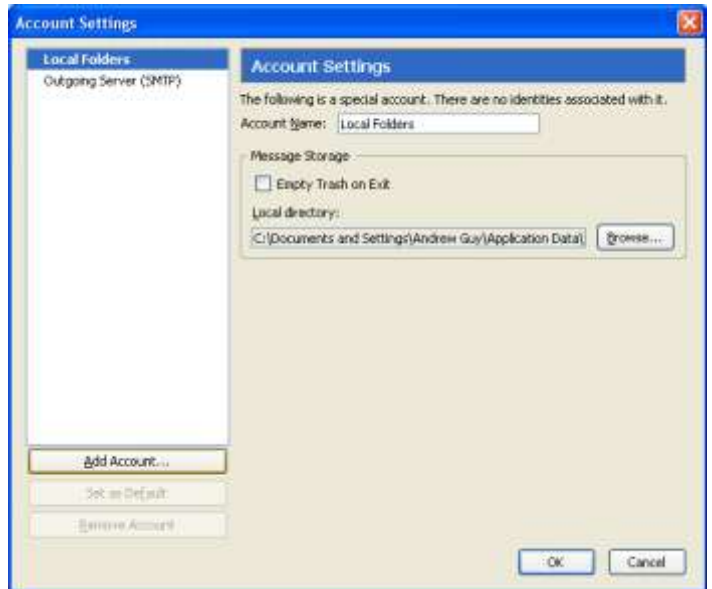 Account Settings
Local Folders
Outgoing Server (SMTP)
Add Account...
Set as Default
Remove Account
Account Settings
The following is a special account. There are no identities associated with it.
Account Name: Local Folders
Message Storage
Empty Trash on Exit
Local directory:
C:\Documents and Settings\Andrew Guy\Application Data\ Browse...
OK Cancel